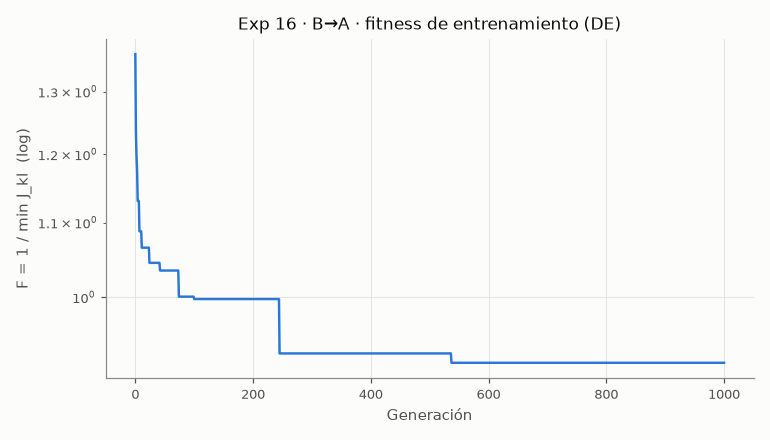 Exp 16 · B→A · fitness de entrenamiento (DE)
F = 1 / min J_kl (log)
1.3 × 10⁰
1.2 × 10⁰
1.1 × 10⁰
10⁰
0 200 400 600 800 1000
Generación